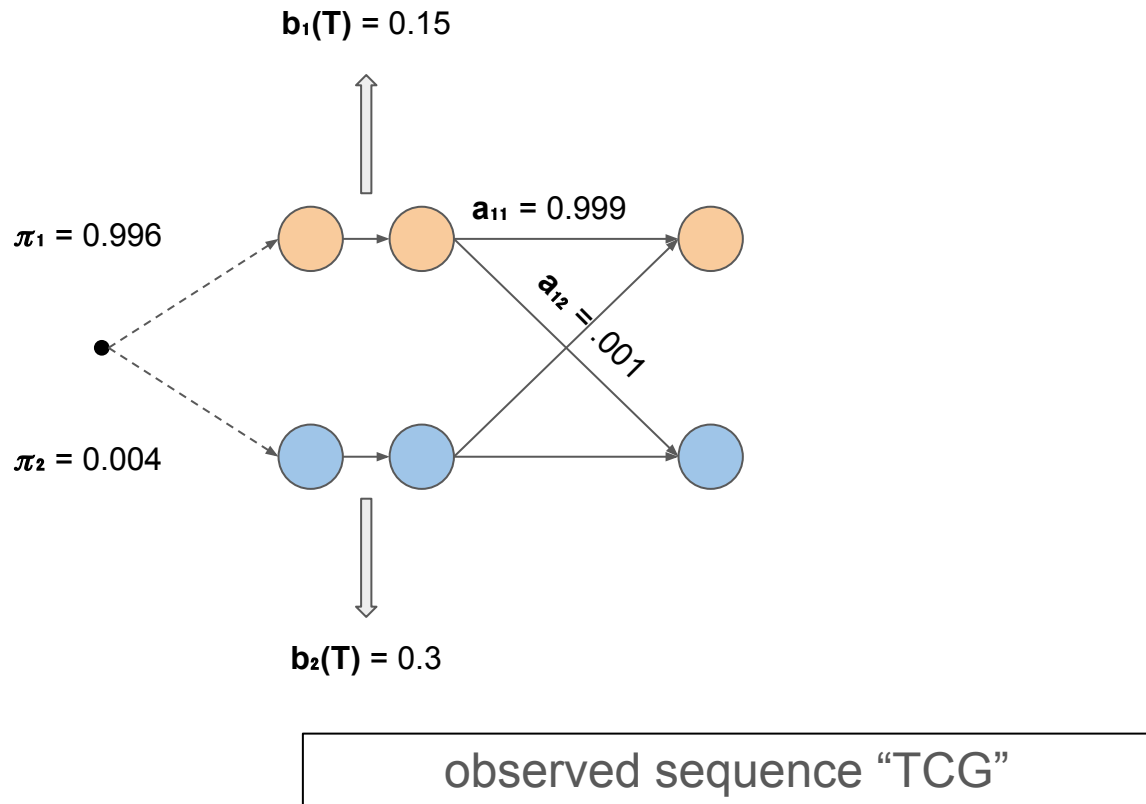 b₁(T) = 0.15
π₁ = 0.996
a₁₁ = 0.999
a₁₂ = .001
π₂ = 0.004
b₂(T) = 0.3
observed sequence “TCG”